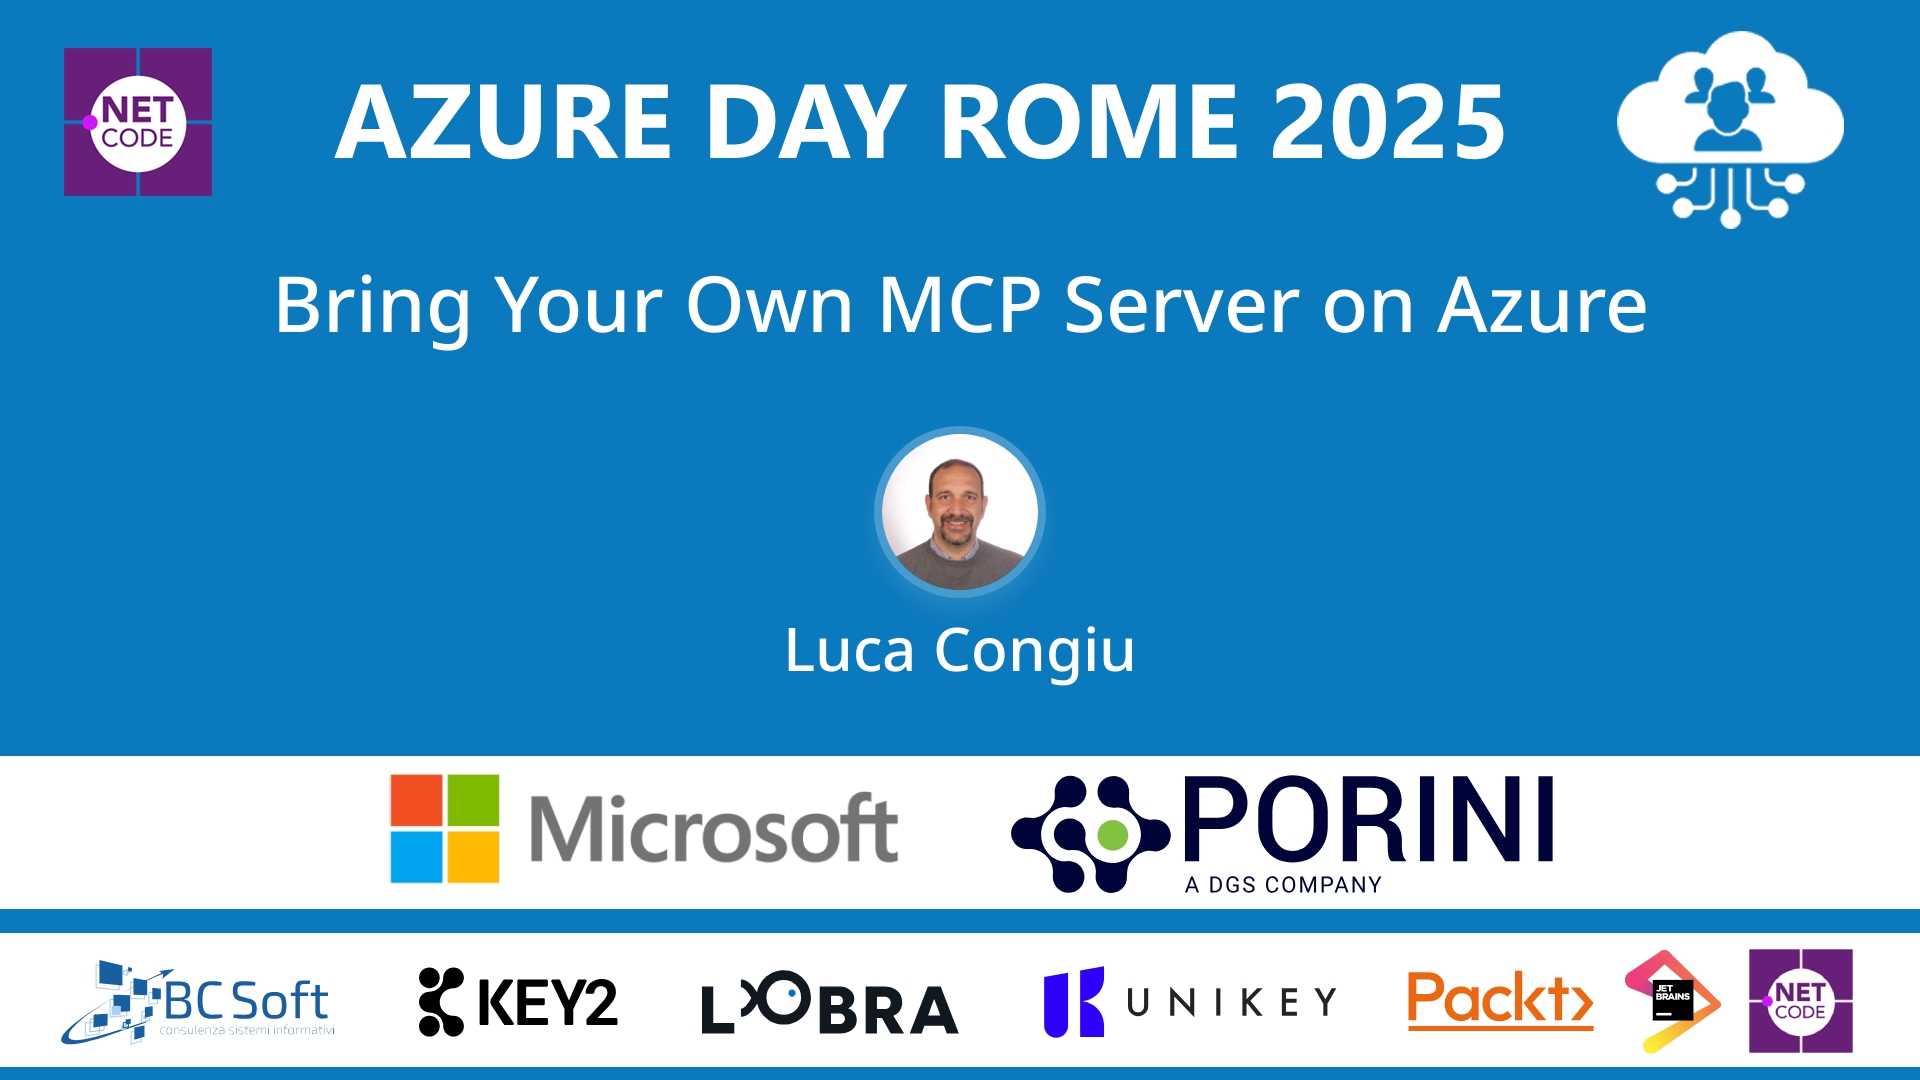 NET
CODE
AZURE DAY ROME 2025
Bring Your Own MCP Server on Azure
Luca Congiu
Microsoft
PORINI
A DGS COMPANY
BC Soft
consulenza sistemi informativi
KEY2
LOBRA
UNIKEY
Packt
JET
BRAINS
NET
CODE